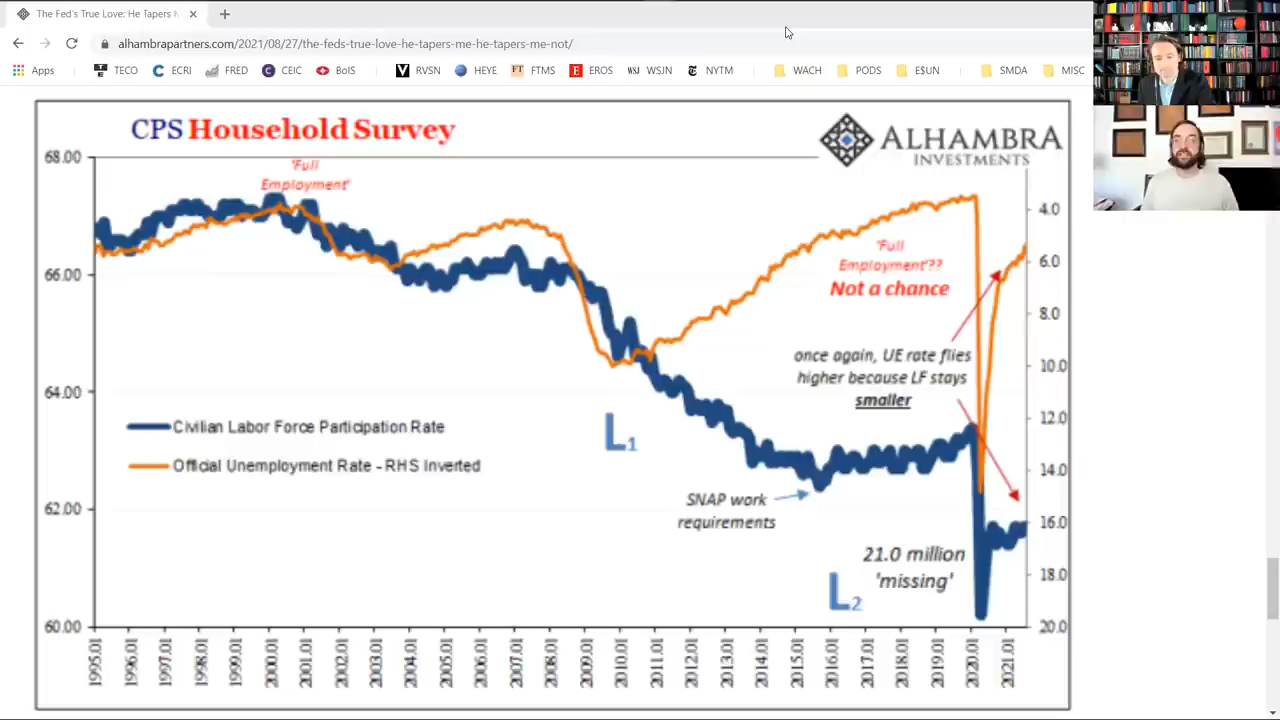 The Fed's True Love: He Tapers
alhambrapartners.com/2021/08/27/the-feds-true-love-he-tapers
Apps TECO ECRI FRED CEIC BoIS RVSN HEYE FTMS EROS WSJ WSJN NYTM WACH PODS E$UN SMDA MISC
CPS Household Survey
ALHAMBRA
INVESTMENTS
'Full
Employment'
68.00
66.00
64.00
62.00
60.00
4.0
6.0
8.0
10.0
12.0
14.0
16.0
18.0
20.0
'Full
Employment'??
Not a chance
once again, UE rate flies
higher because LF stays
smaller
Civilian Labor Force Participation Rate
Official Unemployment Rate - RHS Inverted
L1
SNAP work
requirements
21.0 million
'missing'
L2
1995.01
1996.01
1997.01
1998.01
1999.01
2000.01
2001.01
2002.01
2003.01
2004.01
2005.01
2006.01
2007.01
2008.01
2009.01
2010.01
2011.01
2012.01
2013.01
2014.01
2015.01
2016.01
2017.01
2018.01
2019.01
2020.01
2021.01